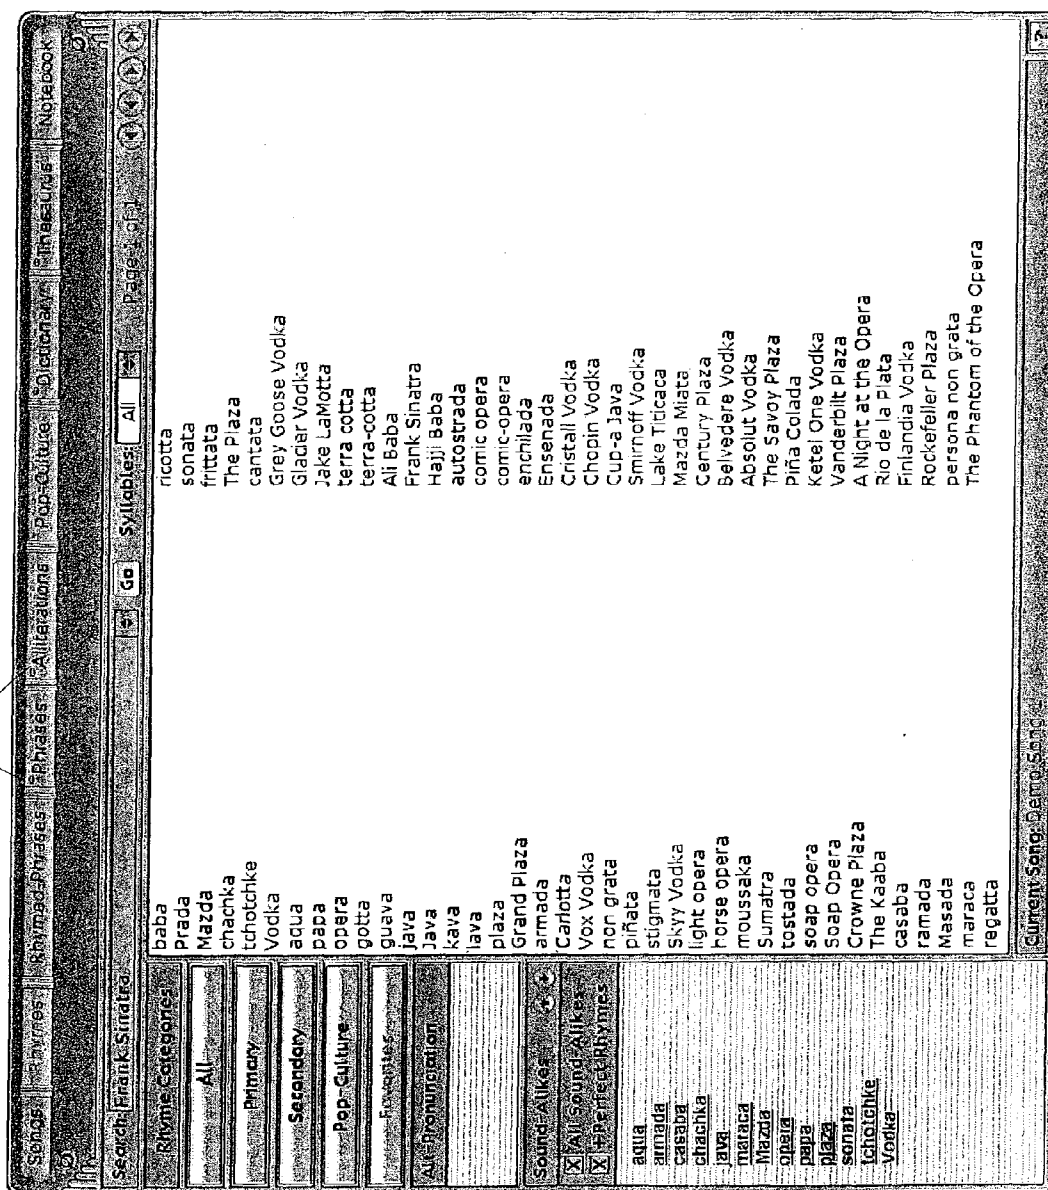 Songs Rhymes Rhymed Phrases Phrases Alliterations Pop-Culture Dictionary Thesaurus Notebook
Search: Frank Sinatra Go Syllables: All Page 1 of 1
Rhyme Categories
All
Primary
Secondary
Pop-Culture
Favorites
Alt-Pronunciation
Sound-Alikes
X All Sound-Alikes
X +Perfect Rhymes
aqua
armada
casaba
chachka
java
maraba
Mazda
opera
papa
plaza
sonata
tchotchke
Vodka
baba
Prada
Mazda
chachka
tchotchke
Vodka
aqua
papa
opera
gotta
guava
java
Java
kava
lava
plaza
Grand Plaza
armada
Carlotta
Vox Vodka
non grata
piñata
stigmata
Skyy Vodka
light opera
horse opera
moussaka
Sumatra
tostada
soap opera
Soap Opera
Crowne Plaza
The Kaaba
casaba
ramada
Masada
maraca
ragatta
ricotta
sonata
frittata
The Plaza
cantata
Grey Goose Vodka
Glacier Vodka
Jake LaMotta
terra cotta
terra-cotta
Ali Baba
Frank Sinatra
Hajji Baba
autostrada
comic opera
comic-opera
enchilada
Ensenada
Cristall Vodka
Chopin Vodka
Cup-a Java
Smirnoff Vodka
Lake Titicaca
Mazda Miata
Century Plaza
Belvedere Vodka
Absolut Vodka
The Savoy Plaza
Piña Colada
Ketel One Vodka
Vanderbilt Plaza
A Night at the Opera
Rio de la Plata
Finlandia Vodka
Rockefeller Plaza
persona non grata
The Phantom of the Opera
Current Song: Demo Song ?